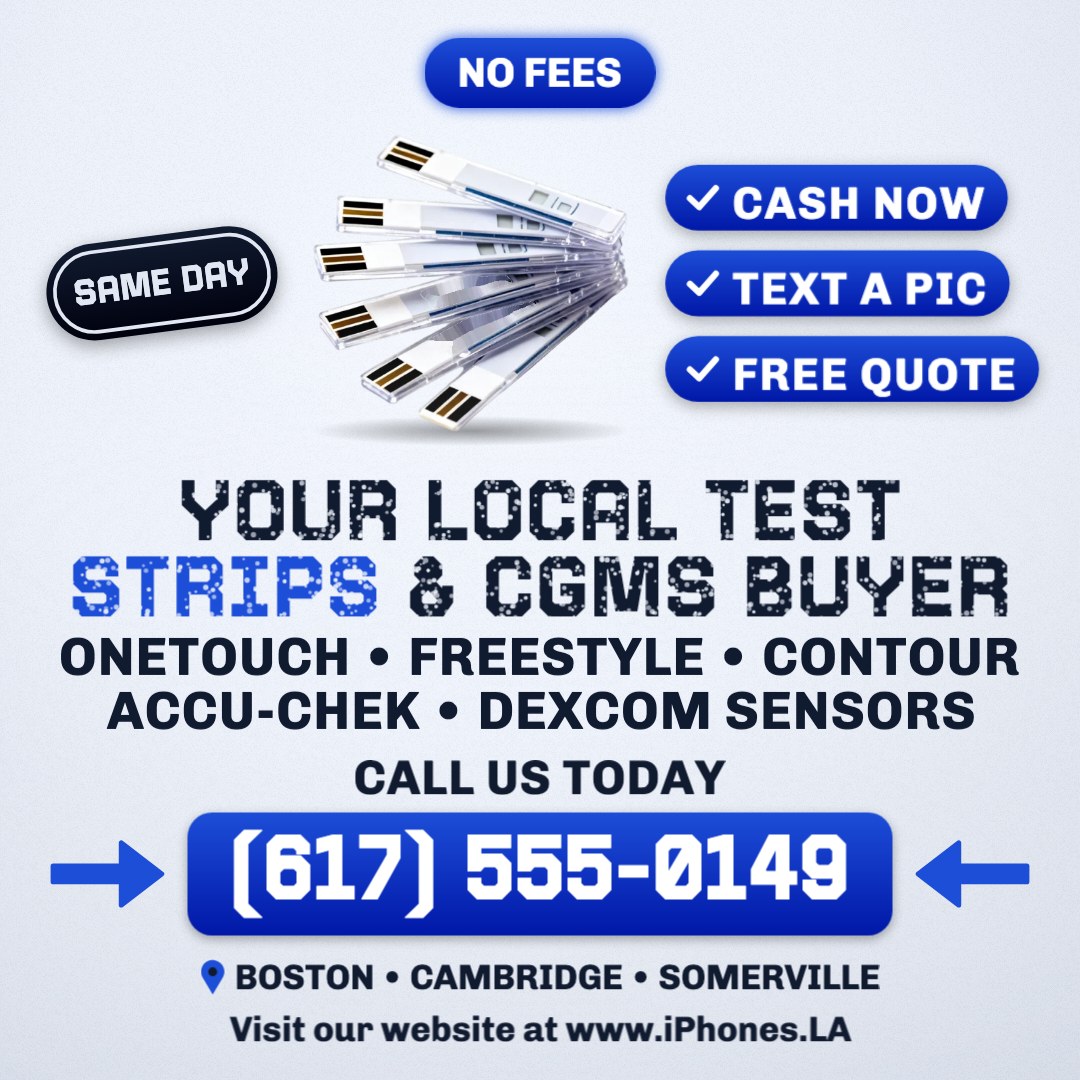 NO FEES
SAME DAY
CASH NOW
TEXT A PIC
FREE QUOTE
YOUR LOCAL TEST
STRIPS & CGMS BUYER
ONETOUCH • FREESTYLE • CONTOUR
ACCU-CHEK • DEXCOM SENSORS
CALL US TODAY
(617) 555-0149
BOSTON • CAMBRIDGE • SOMERVILLE
Visit our website at www.iPhones.LA